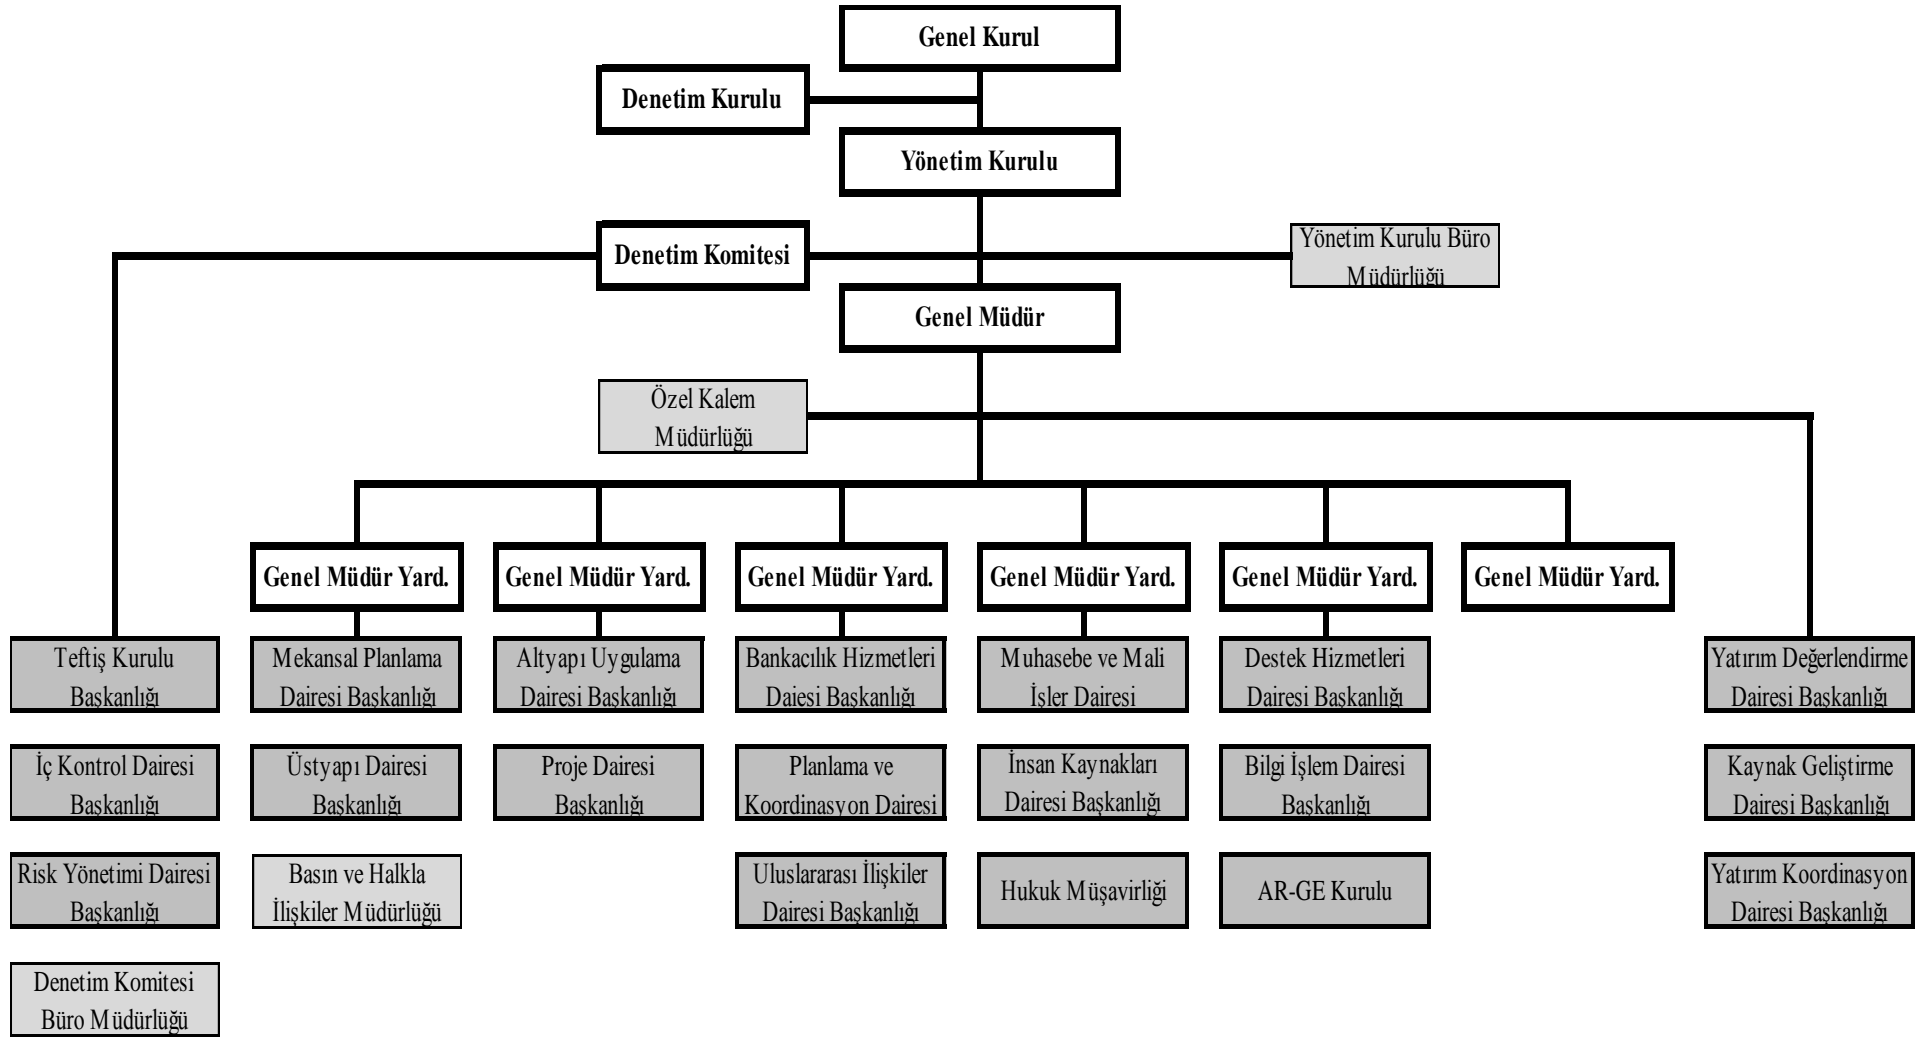 Genel Kurul
Denetim Kurulu
Yönetim Kurulu
Denetim Komitesi
Yönetim Kurulu Büro
Müdürlüğü
Genel Müdür
Özel Kalem
Müdürlüğü
Genel Müdür Yard.
Genel Müdür Yard.
Genel Müdür Yard.
Genel Müdür Yard.
Genel Müdür Yard.
Genel Müdür Yard.
Teftiş Kurulu
Başkanlığı
Mekansal Planlama
Dairesi Başkanlığı
Altyapı Uygulama
Dairesi Başkanlığı
Bankacılık Hizmetleri
Daiesi Başkanlığı
Muhasebe ve Mali
İşler Dairesi
Destek Hizmetleri
Dairesi Başkanlığı
Yatırım Değerlendirme
Dairesi Başkanlığı
İç Kontrol Dairesi
Başkanlığı
Üstyapı Dairesi
Başkanlığı
Proje Dairesi
Başkanlığı
Planlama ve
Koordinasyon Dairesi
İnsan Kaynakları
Dairesi Başkanlığı
Bilgi İşlem Dairesi
Başkanlığı
Kaynak Geliştirme
Dairesi Başkanlığı
Risk Yönetimi Dairesi
Başkanlığı
Basın ve Halkla
İlişkiler Müdürlüğü
Uluslararası İlişkiler
Dairesi Başkanlığı
Hukuk Müşavirliği
AR-GE Kurulu
Yatırım Koordinasyon
Dairesi Başkanlığı
Denetim Komitesi
Büro Müdürlüğü